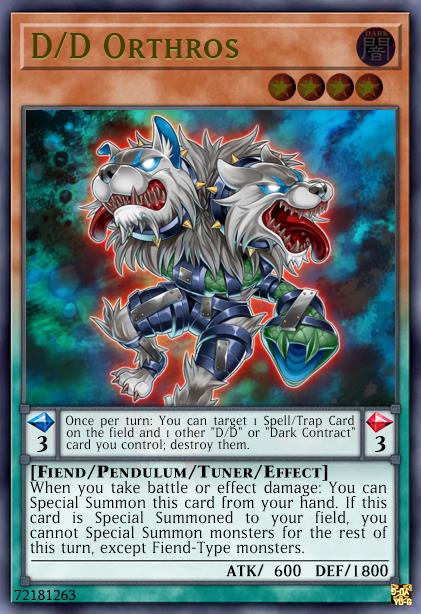 D/D Orthros
DARK
闇
Once per turn: You can target 1 Spell/Trap Card
on the field and 1 other "D/D" or "Dark Contract"
card you control; destroy them.
3
3
[Fiend/Pendulum/Tuner/Effect]
When you take battle or effect damage: You can
Special Summon this card from your hand. If this
card is Special Summoned to your field, you
cannot Special Summon monsters for the rest of
this turn, except Fiend-Type monsters.
ATK/ 600 DEF/1800
72181263